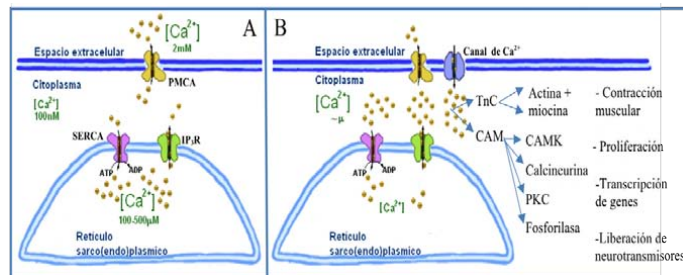 A
[Ca²⁺]
2mM
Espacio extracelular
PMCA
Citoplasma
[Ca²⁺]
100nM
SERCA
IP₃R
ATP
ADP
[Ca²⁺]
100-500µM
Retículo
sarco(endo)plasmico
B
Espacio extracelular
Canal de Ca²⁺
Citoplasma
[Ca²⁺]
~µ
TnC
Actina +
miocina
CAM
CAMK
Calcincurina
PKC
Fosforilasa
- Contracción
muscular
- Proliferación
-Transcripción
de genes
-Liberación de
neurotransmisores
ATP
ADP
[Ca²⁺]
Retículo
sarco(endo)plasmico